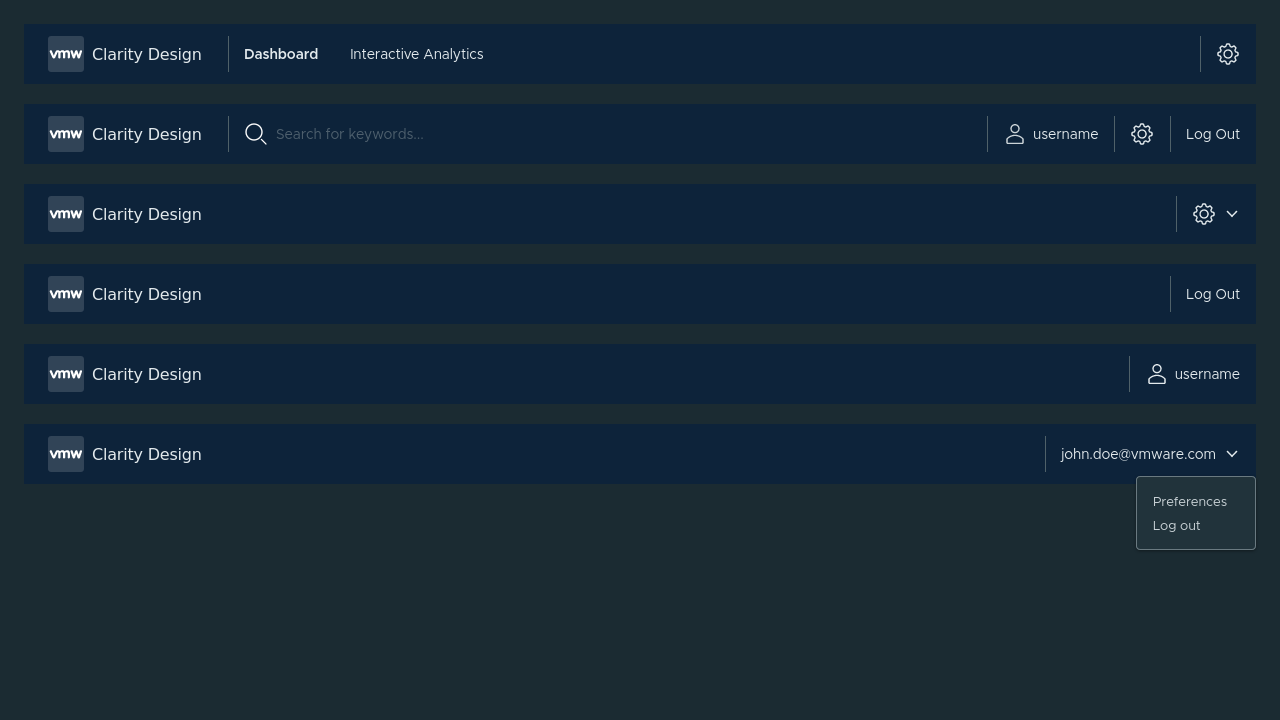 vmw Clarity Design Dashboard Interactive Analytics
vmw Clarity Design Search for keywords... username Log Out
vmw Clarity Design
vmw Clarity Design Log Out
vmw Clarity Design username
vmw Clarity Design john.doe@vmware.com
Preferences
Log out